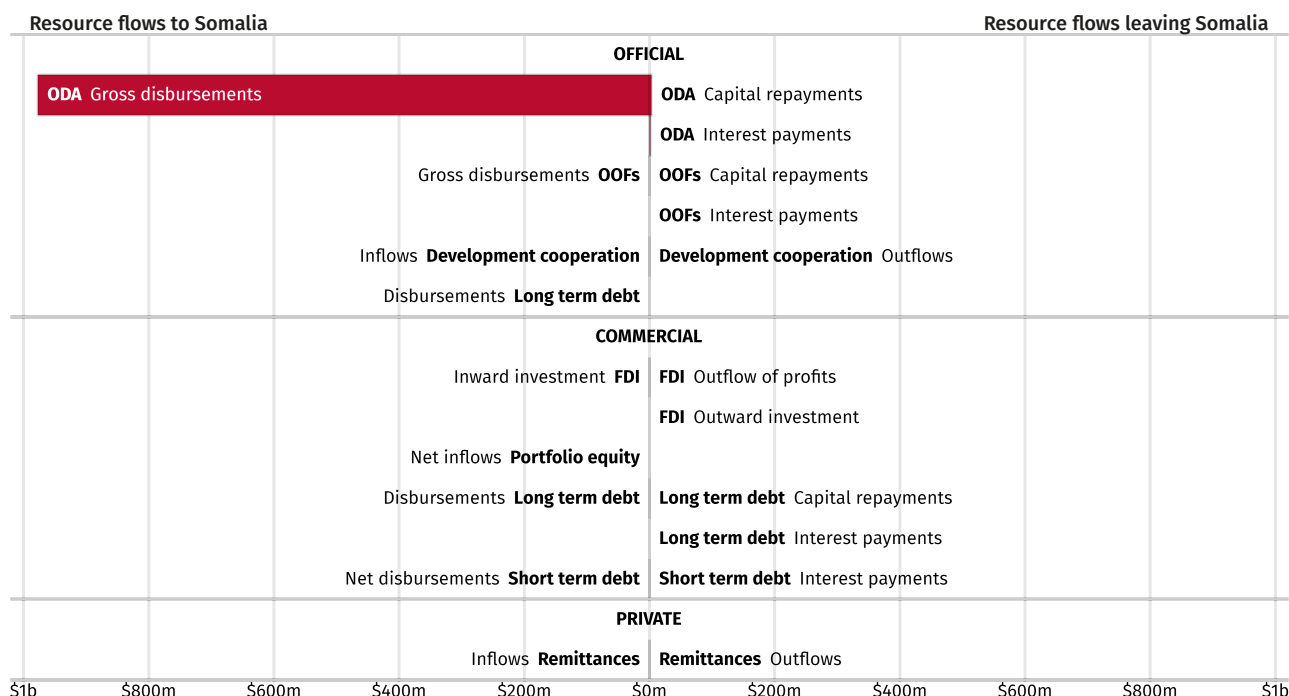 Resource flows to Somalia Resource flows leaving Somalia
OFFICIAL
ODA Gross disbursements ODA Capital repayments
ODA Interest payments
Gross disbursements OOFs OOFs Capital repayments
OOFs Interest payments
Inflows Development cooperation Development cooperation Outflows
Disbursements Long term debt
COMMERCIAL
Inward investment FDI FDI Outflow of profits
FDI Outward investment
Net inflows Portfolio equity
Disbursements Long term debt Long term debt Capital repayments
Long term debt Interest payments
Net disbursements Short term debt Short term debt Interest payments
PRIVATE
Inflows Remittances Remittances Outflows
$1b $800m $600m $400m $200m $0m $200m $400m $600m $800m $1b